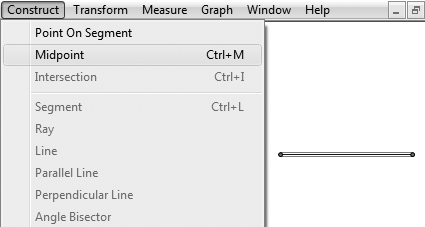 Construct Transform Measure Graph Window Help
Point On Segment
Midpoint Ctrl+M
Intersection Ctrl+I
Segment Ctrl+L
Ray
Line
Parallel Line
Perpendicular Line
Angle Bisector